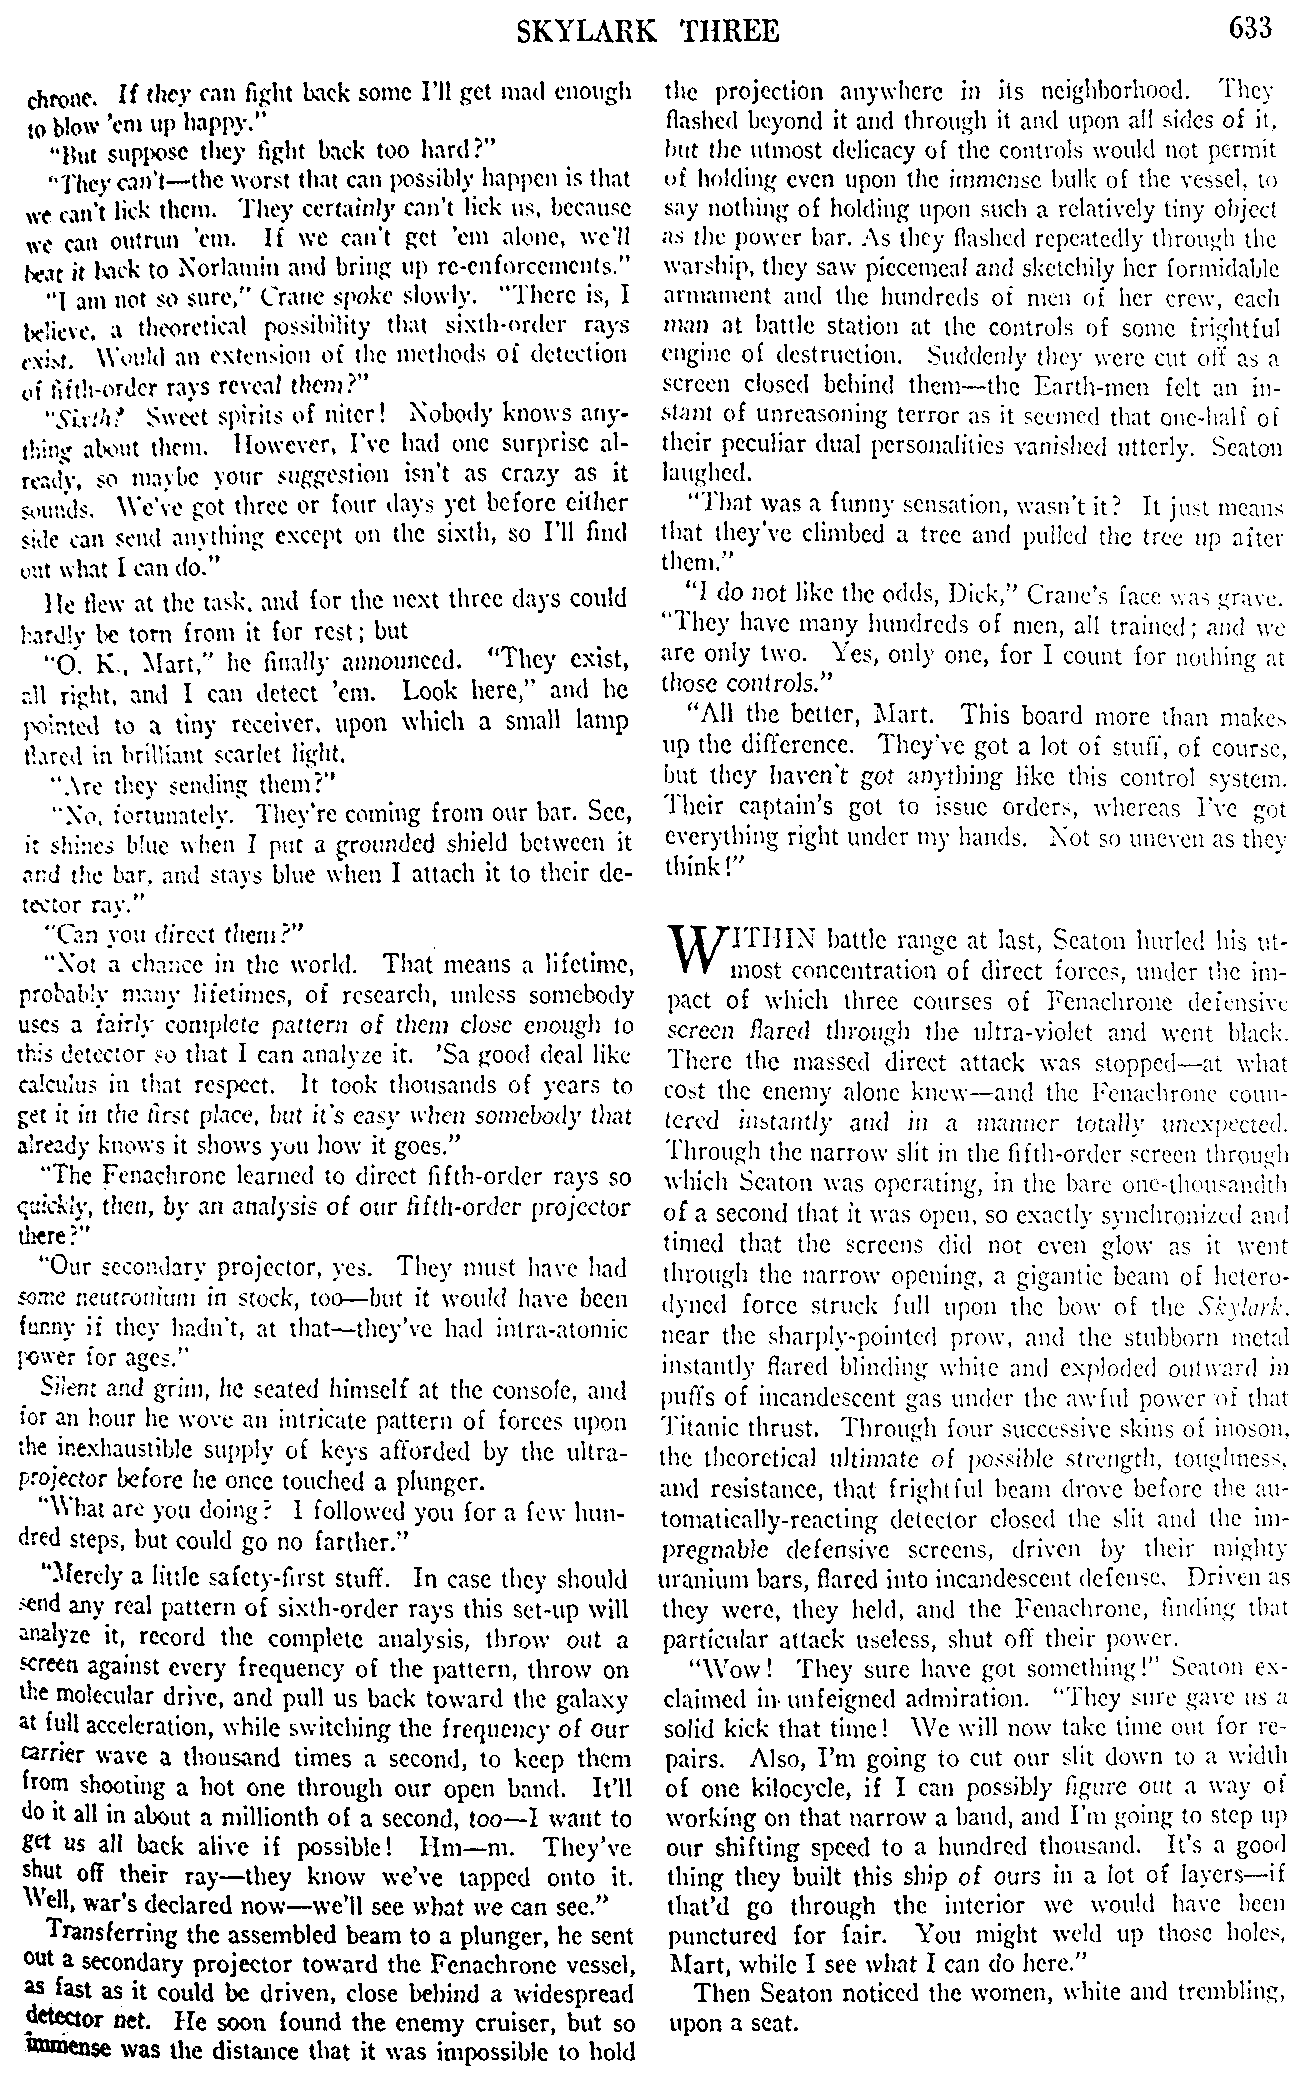 SKYLARK THREE
633
chrone. If they can fight back some I'll get mad enough
to blow 'em up happy."
"But suppose they fight back too hard?"
"They can't—the worst that can possibly happen is that
we can't lick them. They certainly can't lick us, because
we can outrun 'em. If we can't get 'em alone, we'll
beat it back to Norlamin and bring up re-enforcements."
"I am not so sure," Crane spoke slowly. "There is, I
believe, a theoretical possibility that sixth-order rays
exist. Would an extension of the methods of detection
of fifth-order rays reveal them?"
"Sixth? Sweet spirits of niter! Nobody knows any-
thing about them. However, I've had one surprise al-
ready, so maybe your suggestion isn't as crazy as it
sounds. We've got three or four days yet before either
side can send anything except on the sixth, so I'll find
out what I can do."
He flew at the task, and for the next three days could
hardly be torn from it for rest; but
"O. K., Mart," he finally announced. "They exist,
all right, and I can detect 'em. Look here," and he
pointed to a tiny receiver, upon which a small lamp
flared in brilliant scarlet light.
"Are they sending them?"
"No, fortunately. They're coming from our bar. See,
it shines blue when I put a grounded shield between it
and the bar, and stays blue when I attach it to their de-
tector ray."
"Can you direct them?"
"Not a chance in the world. That means a lifetime,
probably many lifetimes, of research, unless somebody
uses a fairly complete pattern of them close enough to
this detector so that I can analyze it. 'Sa good deal like
calculus in that respect. It took thousands of years to
get it in the first place, but it's easy when somebody that
already knows it shows you how it goes."
"The Fenachrone learned to direct fifth-order rays so
quickly, then, by an analysis of our fifth-order projector
there?"
"Our secondary projector, yes. They must have had
some neutronium in stock, too—but it would have been
funny if they hadn't, at that—they've had intra-atomic
power for ages."
Silent and grim, he seated himself at the console, and
for an hour he wove an intricate pattern of forces upon
the inexhaustible supply of keys afforded by the ultra-
projector before he once touched a plunger.
"What are you doing? I followed you for a few hun-
dred steps, but could go no farther."
"Merely a little safety-first stuff. In case they should
send any real pattern of sixth-order rays this set-up will
analyze it, record the complete analysis, throw out a
screen against every frequency of the pattern, throw on
the molecular drive, and pull us back toward the galaxy
at full acceleration, while switching the frequency of our
carrier wave a thousand times a second, to keep them
from shooting a hot one through our open band. It'll
do it all in about a millionth of a second, too—I want to
get us all back alive if possible! Hm—m. They've
shut off their ray—they know we've tapped onto it.
Well, war's declared now—we'll see what we can see."
Transferring the assembled beam to a plunger, he sent
out a secondary projector toward the Fenachrone vessel,
as fast as it could be driven, close behind a widespread
detector net. He soon found the enemy cruiser, but so
immense was the distance that it was impossible to hold
the projection anywhere in its neighborhood. They
flashed beyond it and through it and upon all sides of it,
but the utmost delicacy of the controls would not permit
of holding even upon the immense bulk of the vessel, to
say nothing of holding upon such a relatively tiny object
as the power bar. As they flashed repeatedly through the
warship, they saw piecemeal and sketchily her formidable
armament and the hundreds of men of her crew, each
man at battle station at the controls of some frightful
engine of destruction. Suddenly they were cut off as a
screen closed behind them—the Earth-men felt an in-
stant of unreasoning terror as it seemed that one-half of
their peculiar dual personalities vanished utterly. Seaton
laughed.
"That was a funny sensation, wasn't it? It just means
that they've climbed a tree and pulled the tree up after
them."
"I do not like the odds, Dick," Crane's face was grave.
"They have many hundreds of men, all trained; and we
are only two. Yes, only one, for I count for nothing at
those controls."
"All the better, Mart. This board more than makes
up the difference. They've got a lot of stuff, of course,
but they haven't got anything like this control system.
Their captain's got to issue orders, whereas I've got
everything right under my hands. Not so uneven as they
think!"
WITHIN battle range at last, Seaton hurled his ut-
most concentration of direct forces, under the im-
pact of which three courses of Fenachrone defensive
screen flared through the ultra-violet and went black.
There the massed direct attack was stopped—at what
cost the enemy alone knew—and the Fenachrone coun-
tered instantly and in a manner totally unexpected.
Through the narrow slit in the fifth-order screen through
which Seaton was operating, in the bare one-thousandth
of a second that it was open, so exactly synchronized and
timed that the screens did not even glow as it went
through the narrow opening, a gigantic beam of hetero-
dyned force struck full upon the bow of the Skylark,
near the sharply-pointed prow, and the stubborn metal
instantly flared blinding white and exploded outward in
puffs of incandescent gas under the awful power of that
Titanic thrust. Through four successive skins of inoson,
the theoretical ultimate of possible strength, toughness,
and resistance, that frightful beam drove before the au-
tomatically-reacting detector closed the slit and the im-
pregnable defensive screens, driven by their mighty
uranium bars, flared into incandescent defense. Driven as
they were, they held, and the Fenachrone, finding that
particular attack useless, shut off their power.
"Wow! They sure have got something!" Seaton ex-
claimed in unfeigned admiration. "They sure gave us a
solid kick that time! We will now take time out for re-
pairs. Also, I'm going to cut our slit down to a width
of one kilocycle, if I can possibly figure out a way of
working on that narrow a band, and I'm going to step up
our shifting speed to a hundred thousand. It's a good
thing they built this ship of ours in a lot of layers—if
that'd go through the interior we would have been
punctured for fair. You might weld up those holes,
Mart, while I see what I can do here."
Then Seaton noticed the women, white and trembling,
upon a seat.